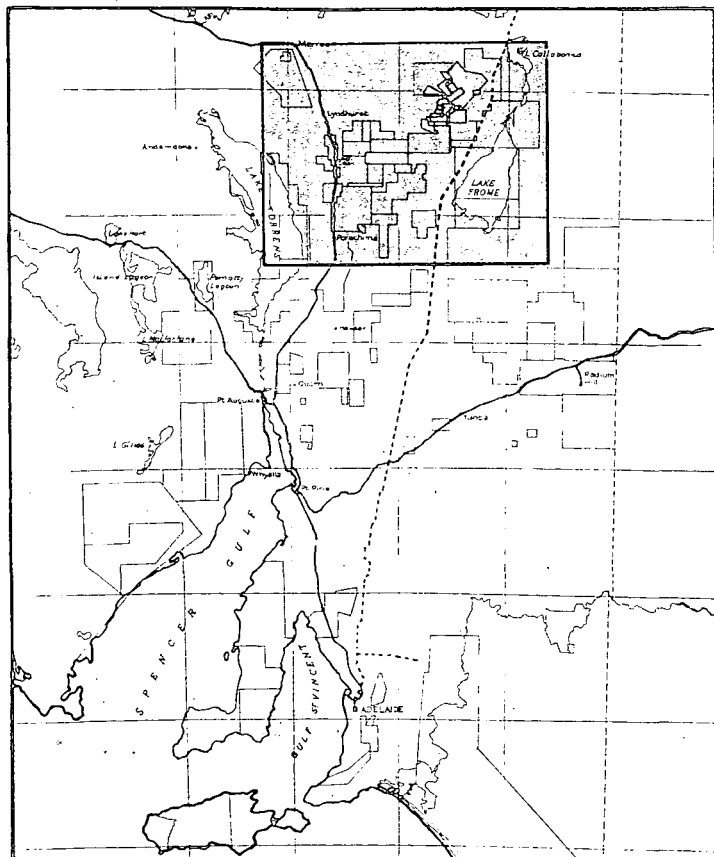 Marree
L Callabonna
Lyndhurst
Andamooka
LAKE
FROME
LAKE TORRENS
Parachilna
Island Lagoon
Pernatty
Lagoon
Radium
Hill
Pt Augusta
Yunta
L Gilles
Whyalla
Pt Pirie
SPENCER GULF
GULF ST VINCENT
ADELAIDE